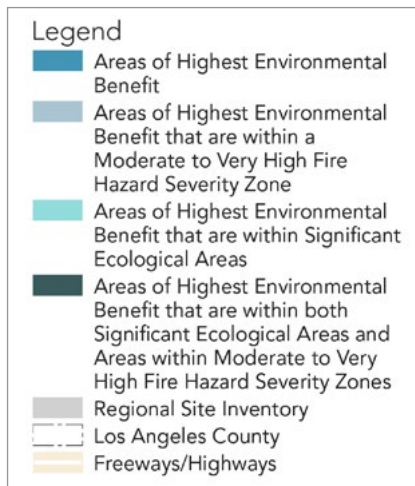 Legend
Areas of Highest Environmental
Benefit
Areas of Highest Environmental
Benefit that are within a
Moderate to Very High Fire
Hazard Severity Zone
Areas of Highest Environmental
Benefit that are within Significant
Ecological Areas
Areas of Highest Environmental
Benefit that are within both
Significant Ecological Areas and
Areas within Moderate to Very
High Fire Hazard Severity Zones
Regional Site Inventory
Los Angeles County
Freeways/Highways